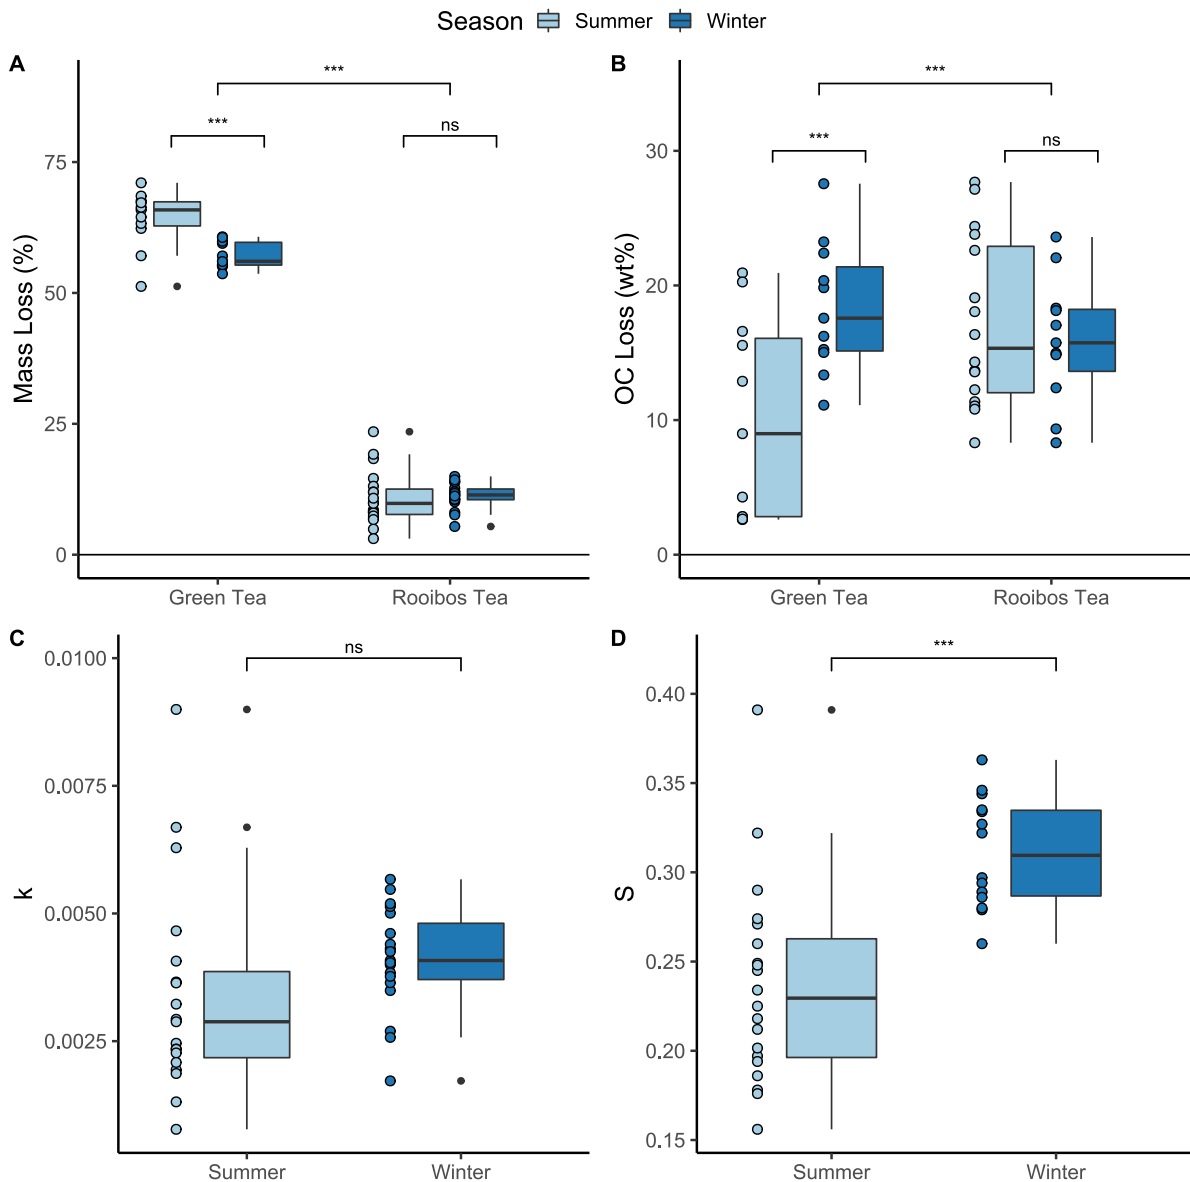 Season Summer Winter
A
***
***
ns
Mass Loss (%)
75
50
25
0
Green Tea Rooibos Tea
B
***
***
ns
OC Loss (wt%)
30
20
10
0
Green Tea Rooibos Tea
C
ns
k
0.0100
0.0075
0.0050
0.0025
Summer Winter
D
***
S
0.40
0.35
0.30
0.25
0.20
0.15
Summer Winter